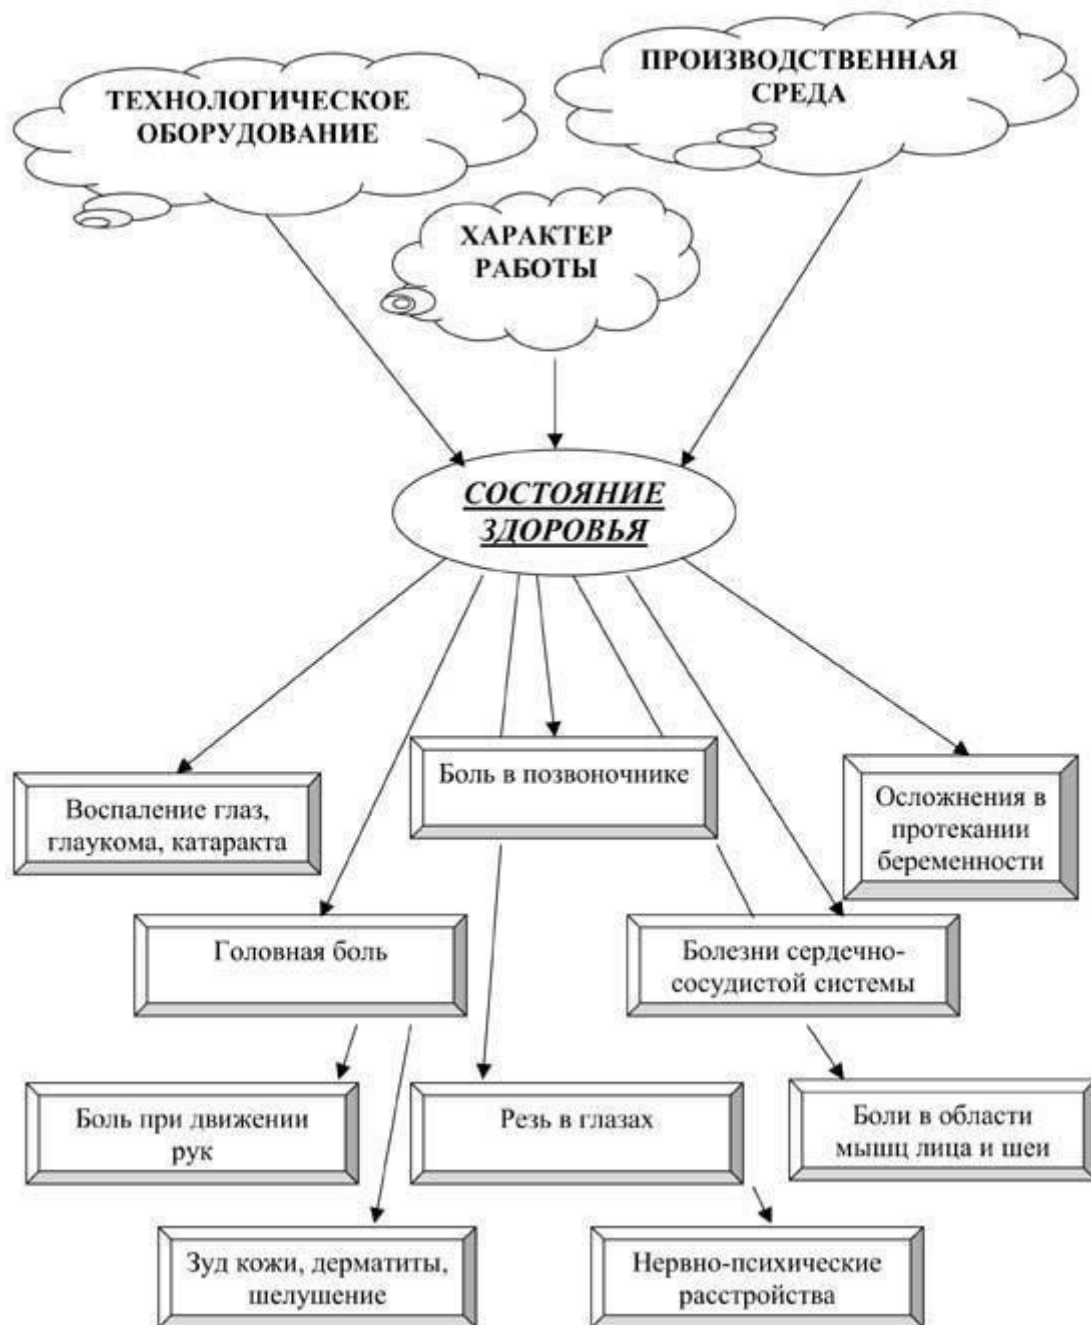 ТЕХНОЛОГИЧЕСКОЕ
ОБОРУДОВАНИЕ
ПРОИЗВОДСТВЕННАЯ
СРЕДА
ХАРАКТЕР
РАБОТЫ
СОСТОЯНИЕ
ЗДОРОВЬЯ
Воспаление глаз,
глаукома, катаракта
Боль в позвоночнике
Осложнения в
протекании
беременности
Головная боль
Болезни сердечно-
сосудистой системы
Боль при движении
рук
Резь в глазах
Боли в области
мышц лица и шеи
Зуд кожи, дерматиты,
шелушение
Нервно-психические
расстройства